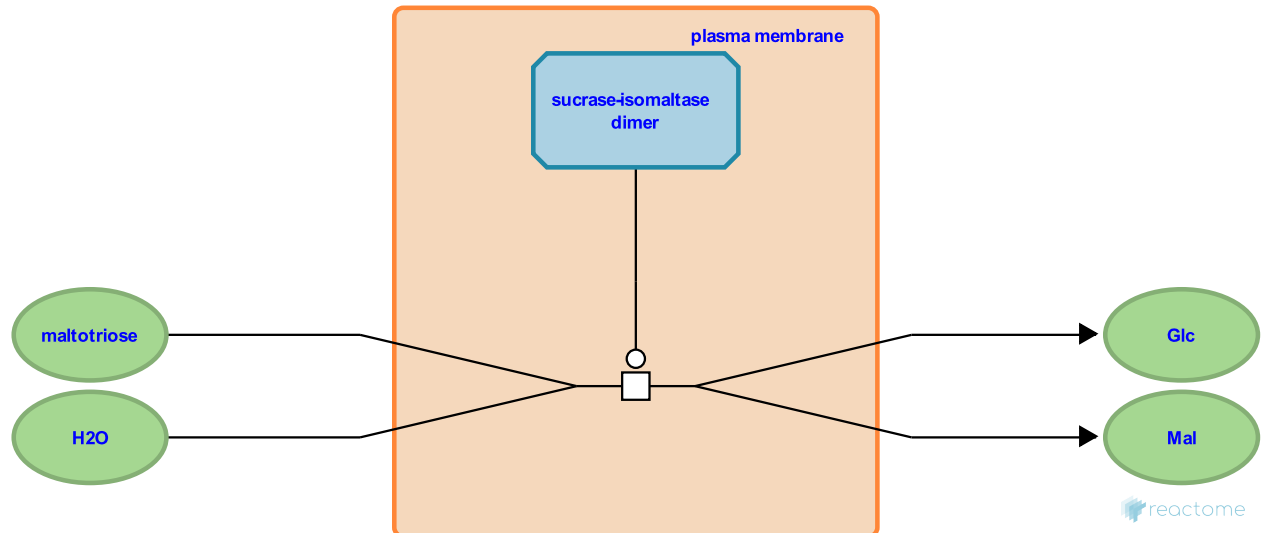 plasma membrane
sucrase-isomaltase
dimer
maltotriose
Glc
H2O
Mal
reactome